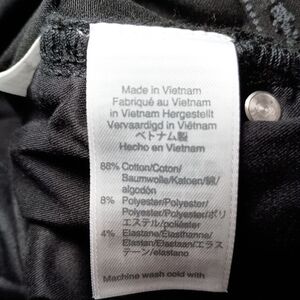 Made in Vietnam
Fabriqué au Vietnam
in Vietnam Hergestellt
Vervaardigd in Viêtnam
ベトナム製
Hecho en Vietnam
88% Cotton/Coton/
Baumwolle/Katoen/綿/
algodón
8% Polyester/Polyester/
Polyester/Polyester/ポリ
エステル/poliéster
4% Elastane/Élasthanne/
Elastan/Elastaan/エラス
テーン/elastano
Machine wash cold with